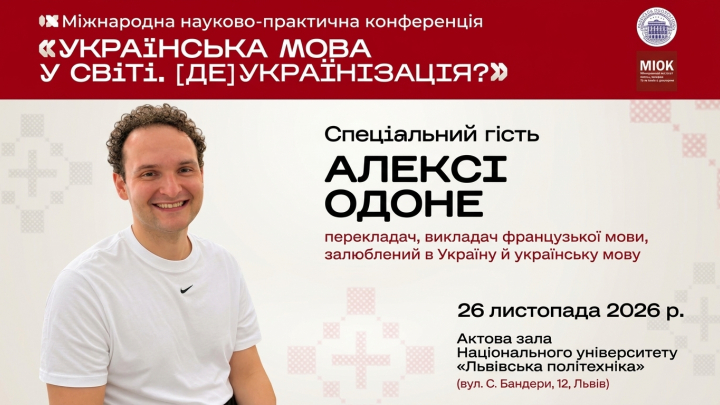 Міжнародна науково-практична конференція
«УКРАЇНСЬКА МОВА
У СВІТІ. [ДЕ]УКРАЇНІЗАЦІЯ?»
МІОК
Спеціальний гість
АЛЕКСІ
ОДОНЕ
перекладач, викладач французької мови,
залюблений в Україну й українську мову
26 листопада 2026 р.
Актова зала
Національного університету
«Львівська політехніка»
(вул. С. Бандери, 12, Львів)